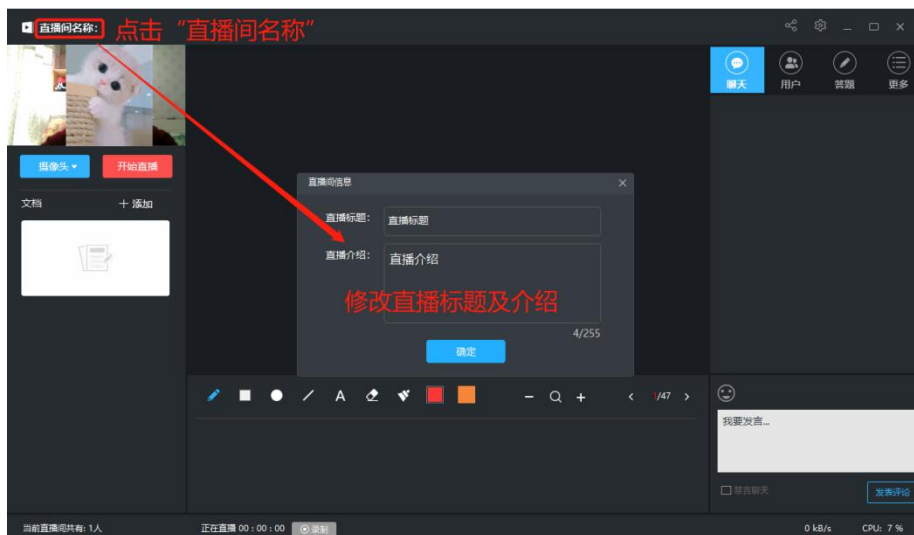 直播间名称:
点击“直播间名称”
聊天
用户
答题
更多
摄像头
开始直播
文档
+ 添加
直播间信息
直播标题:
直播标题
直播介绍:
直播介绍
修改直播标题及介绍
4/255
确定
A
1/47
我要发言...
禁言聊天
发表评论
当前直播间共有: 1人
正在直播 00 : 00 : 00
录制
0 kB/s
CPU: 7 %